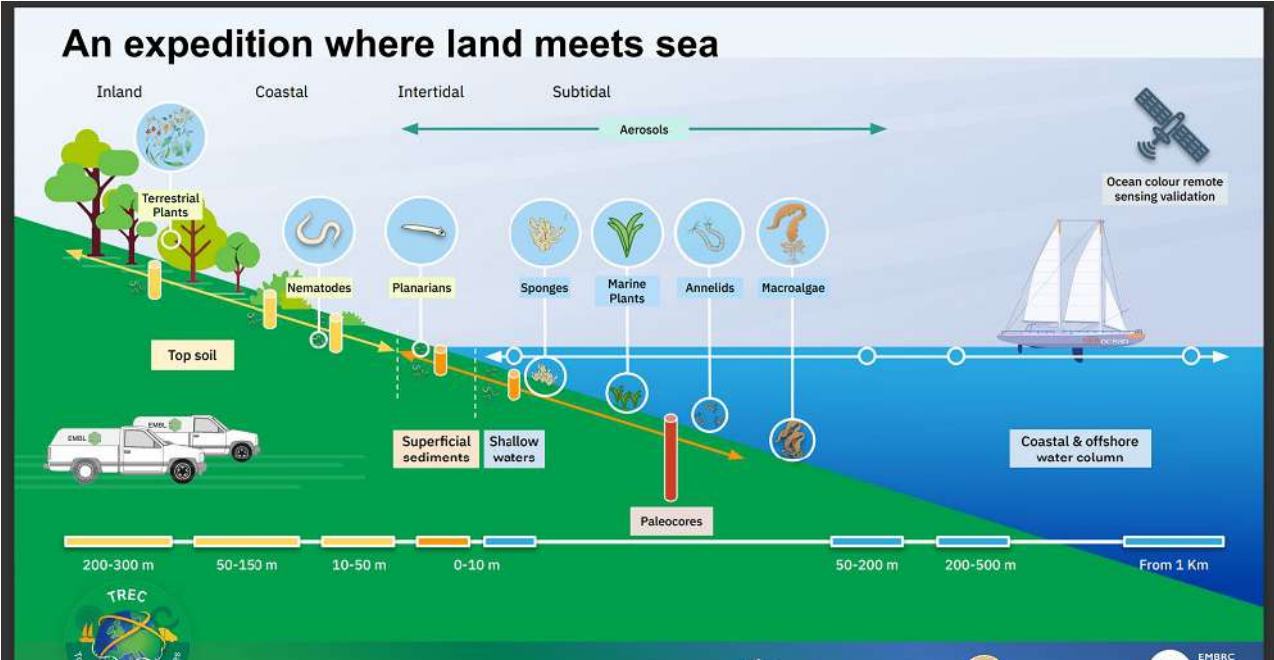 An expedition where land meets sea
Inland
Coastal
Intertidal
Subtidal
Aerosols
Ocean colour remote
sensing validation
Terrestrial
Plants
Nematodes
Planarians
Sponges
Marine
Plants
Annelids
Macroalgae
Top soil
EMBL
EMBL
Superficial
sediments
Shallow
waters
Coastal & offshore
water column
Paleocores
200-300 m
50-150 m
10-50 m
0-10 m
50-200 m
200-500 m
From 1 Km
TREC
EMBRC